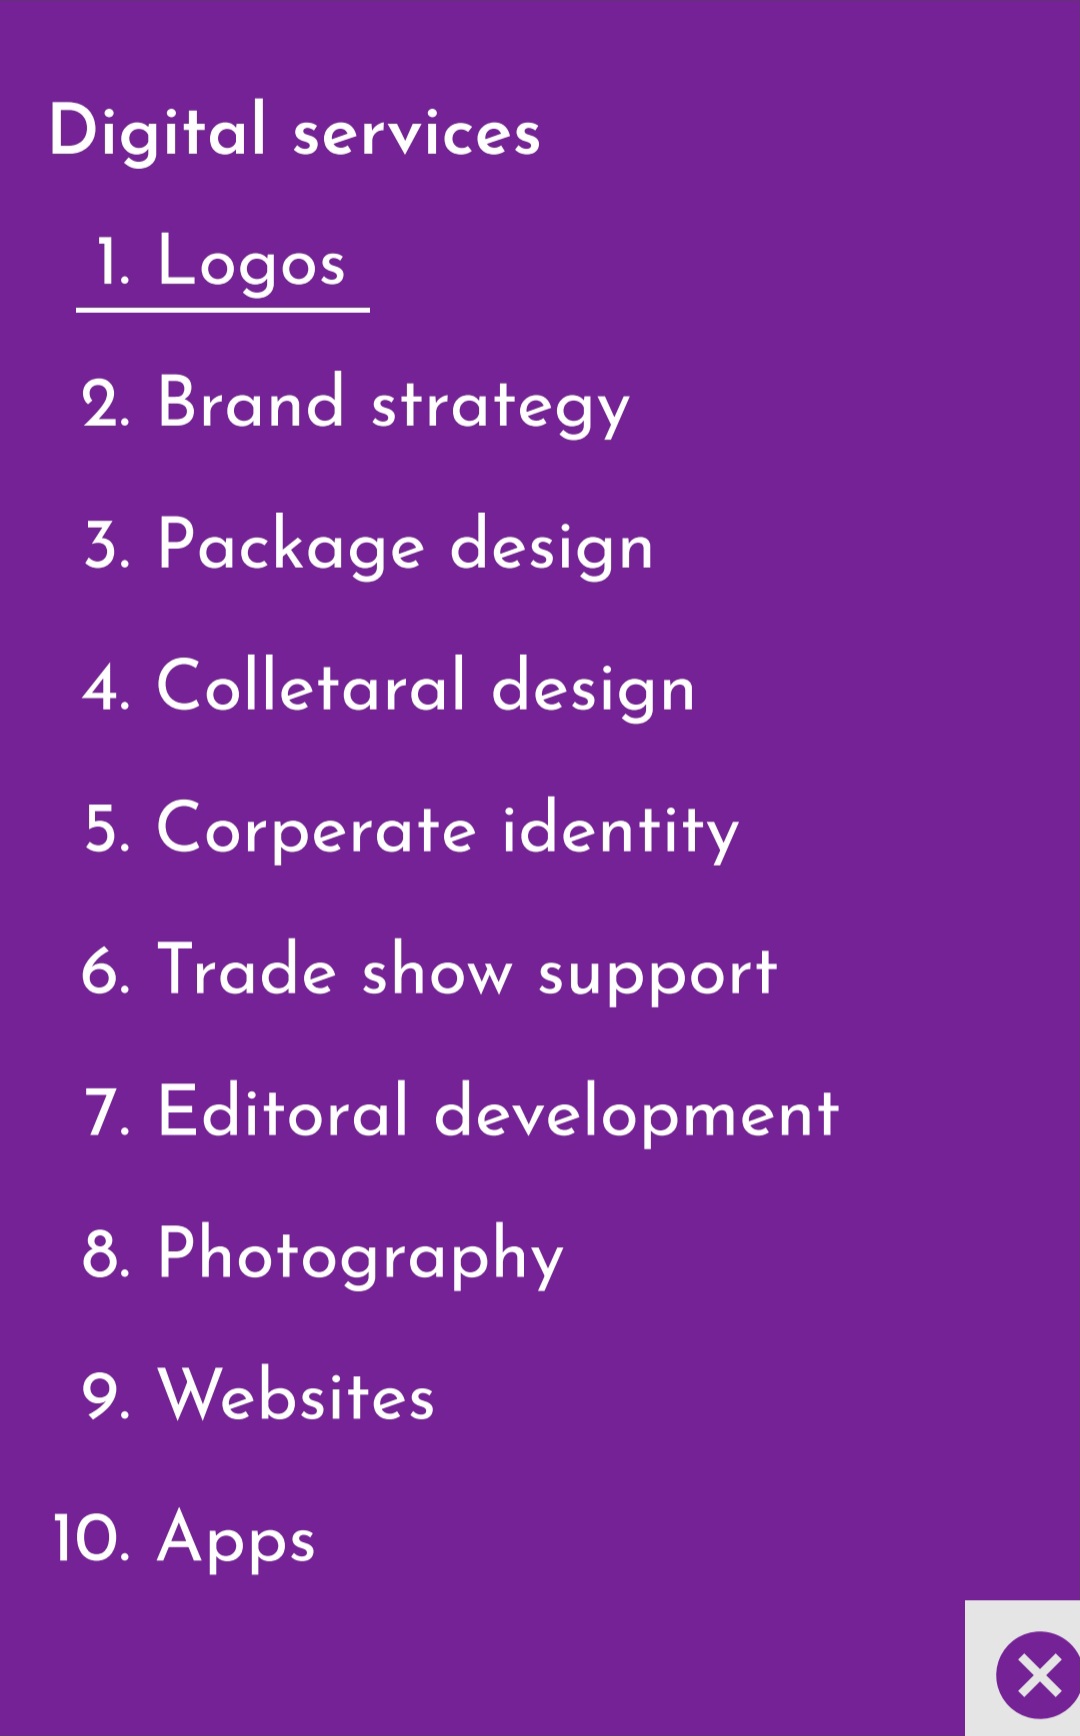 Digital services
1. Logos
2. Brand strategy
3. Package design
4. Colletaral design
5. Corperate identity
6. Trade show support
7. Editoral development
8. Photography
9. Websites
10. Apps